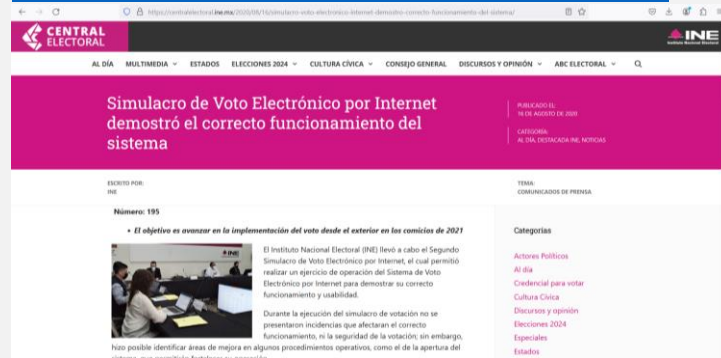 https://centralelectoral.ine.mx/2020/08/16/simulacro-voto-electronico-internet-demostro-correcto-funcionamiento-del-sistema/
CENTRAL
ELECTORAL
INE
Instituto Nacional Electoral
AL DÍA MULTIMEDIA ESTADOS ELECCIONES 2024 CULTURA CÍVICA CONSEJO GENERAL DISCURSOS Y OPINIÓN ABC ELECTORAL
Simulacro de Voto Electrónico por Internet
demostró el correcto funcionamiento del
sistema
PUBLICADO EL:
16 DE AGOSTO DE 2020
CATEGORÍA:
AL DÍA, DESTACADA INE, NOTICIAS
ESCRITO POR:
INE
TEMA:
COMUNICADOS DE PRENSA
Número: 195
• El objetivo es avanzar en la implementación del voto desde el exterior en los comicios de 2021
El Instituto Nacional Electoral (INE) llevó a cabo el Segundo
Simulacro de Voto Electrónico por Internet, el cual permitió
realizar un ejercicio de operación del Sistema de Voto
Electrónico por Internet para demostrar su correcto
funcionamiento y usabilidad.
Durante la ejecución del simulacro de votación no se
presentaron incidencias que afectaran el correcto
funcionamiento, ni la seguridad de la votación; sin embargo,
hizo posible identificar áreas de mejora en algunos procedimientos operativos, como el de la apertura del
Categorías
Actores Políticos
Al día
Credencial para votar
Cultura Cívica
Discursos y opinión
Elecciones 2024
Especiales
Estados